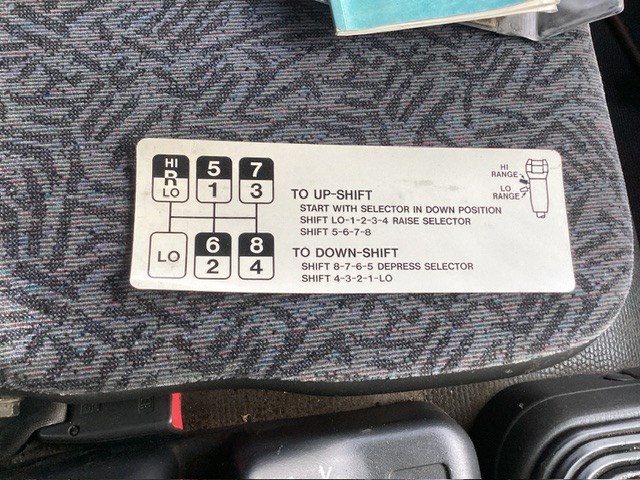 HI
R
LO
5
1
7
3
LO
6
2
8
4
TO UP-SHIFT
START WITH SELECTOR IN DOWN POSITION
SHIFT LO-1-2-3-4 RAISE SELECTOR
SHIFT 5-6-7-8
TO DOWN-SHIFT
SHIFT 8-7-6-5 DEPRESS SELECTOR
SHIFT 4-3-2-1-LO
HI
RANGE
LO
RANGE